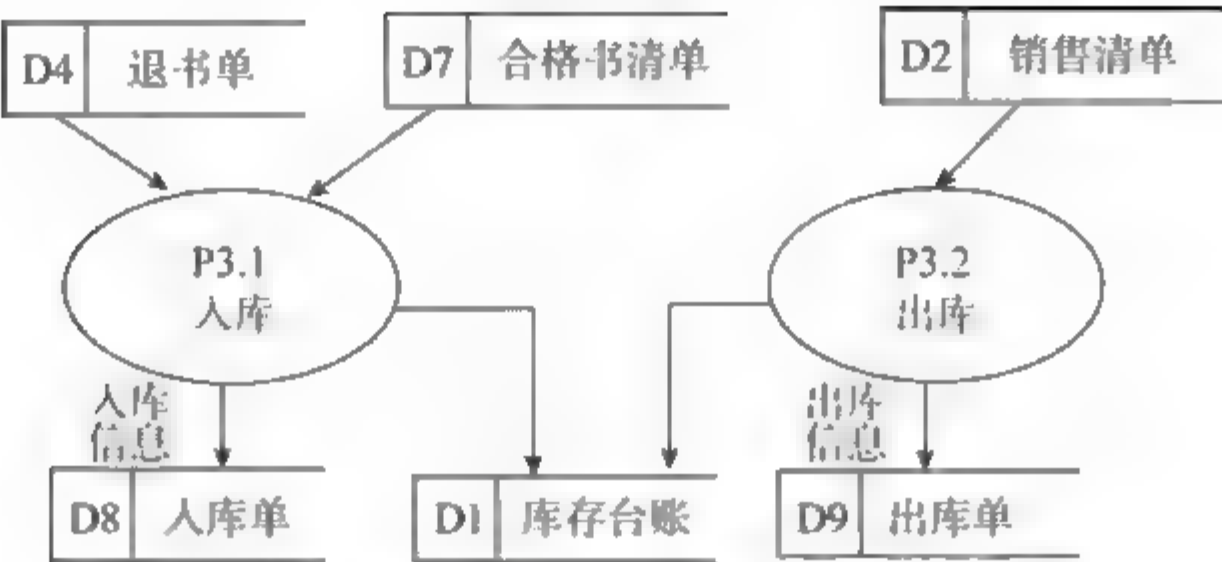 D4 退书单
D7 合格书清单
D2 销售清单
P3.1
入库
P3.2
出库
入库
信息
出库
信息
D8 入库单
D1 库存台账
D9 出库单